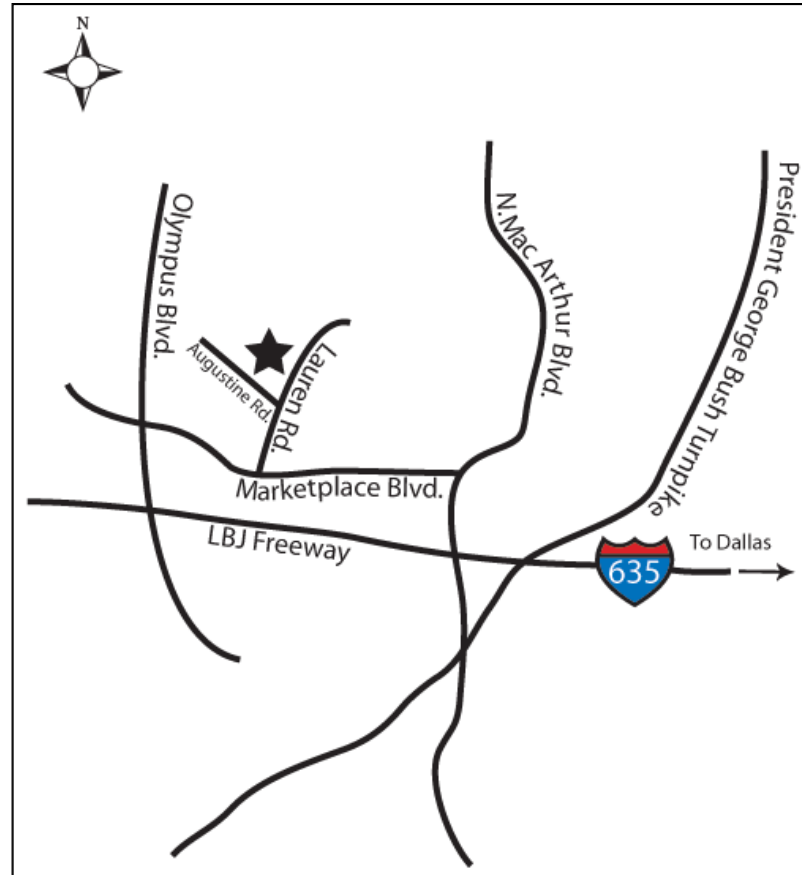 N
Olympus Blvd.
N.Mac Arthur Blvd.
President George Bush Turnpike
Augustine Rd.
Lauren Rd.
Marketplace Blvd.
LBJ Freeway
To Dallas
635